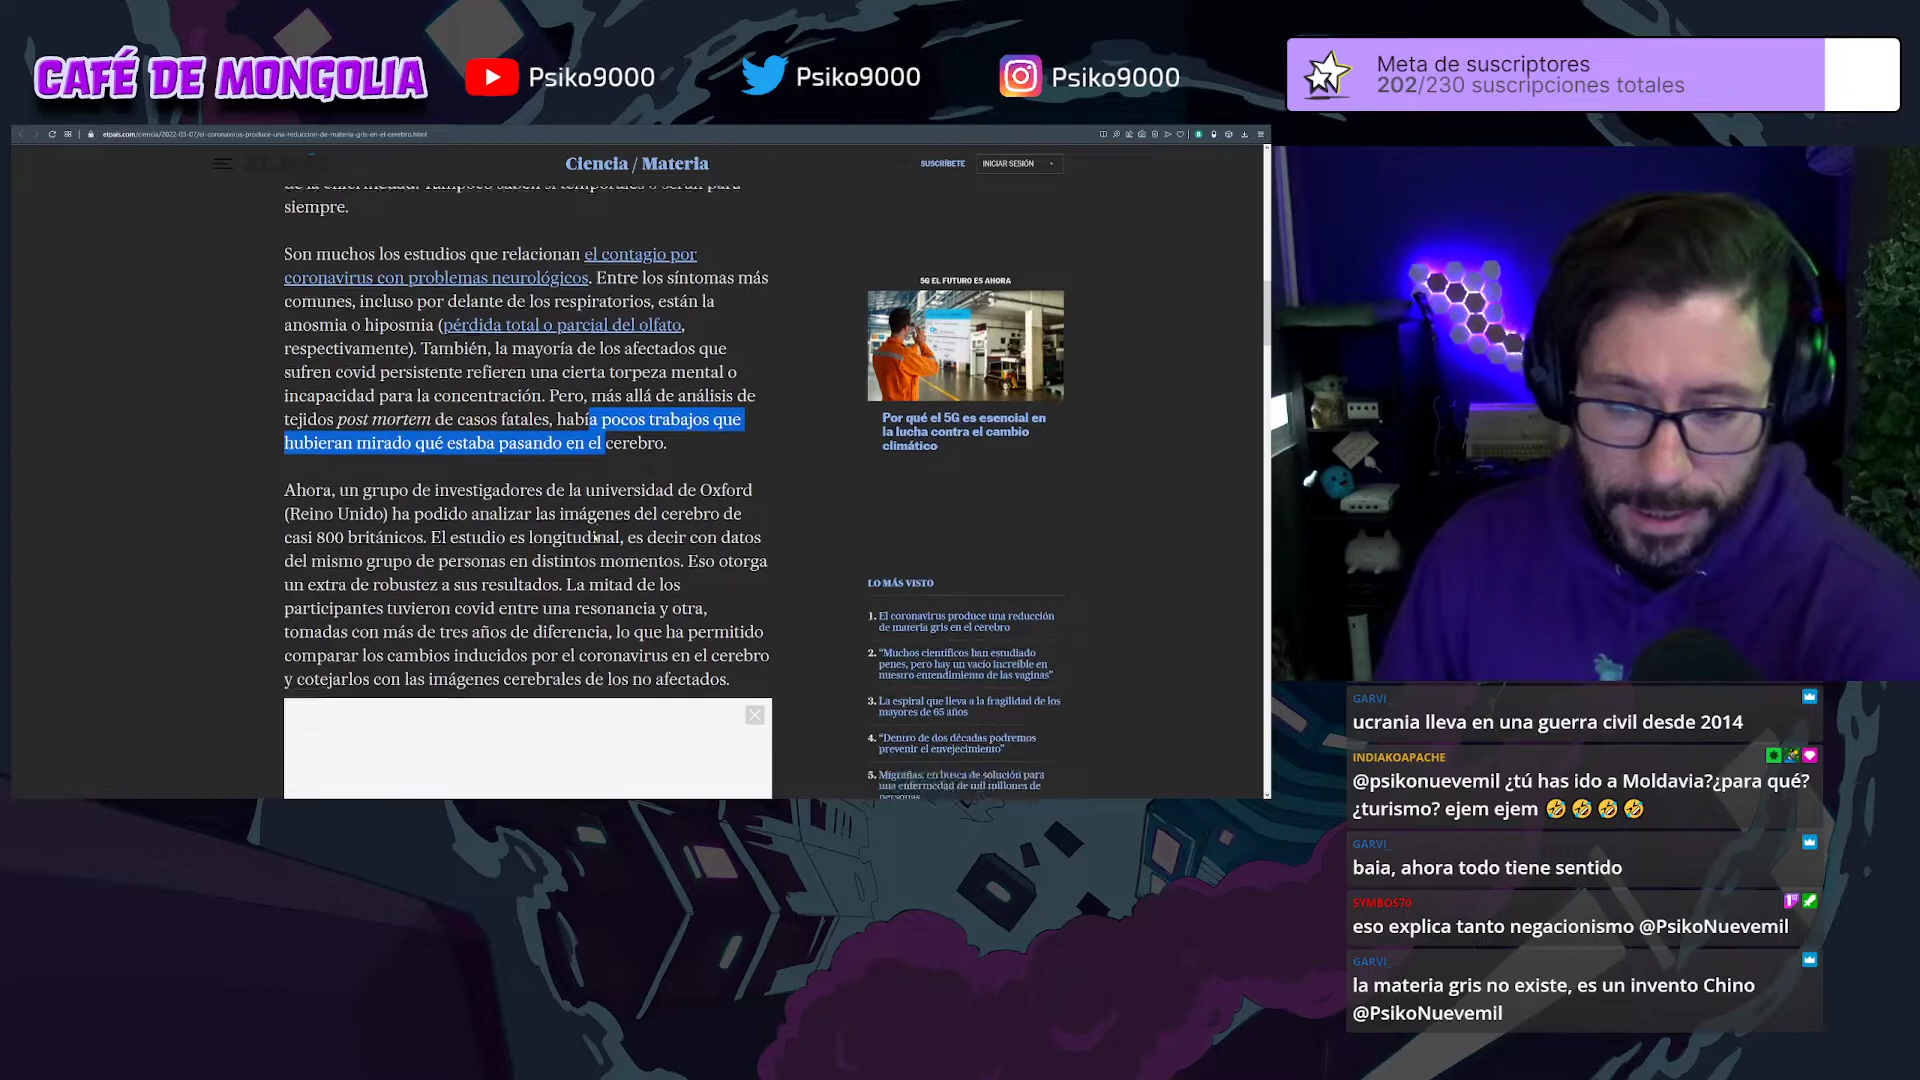 CAFÉ DE MONGOLIA
Psiko9000
Psiko9000
Psiko9000
Meta de suscriptores
202/230 suscripciones totales
elpais.com/ciencia/2022-03-07/el-coronavirus-produce-una-reduccion-de-materia-gris-en-el-cerebro.html
Ciencia / Materia
SUSCRÍBETE
INICIAR SESIÓN
de la enfermedad. Tampoco saben si temporales o serán para
siempre.
Son muchos los estudios que relacionan el contagio por
coronavirus con problemas neurológicos. Entre los síntomas más
comunes, incluso por delante de los respiratorios, están la
anosmia o hiposmia (pérdida total o parcial del olfato,
respectivamente). También, la mayoría de los afectados que
sufren covid persistente refieren una cierta torpeza mental o
incapacidad para la concentración. Pero, más allá de análisis de
tejidos post mortem de casos fatales, había pocos trabajos que
hubieran mirado qué estaba pasando en el cerebro.
Ahora, un grupo de investigadores de la universidad de Oxford
(Reino Unido) ha podido analizar las imágenes del cerebro de
casi 800 británicos. El estudio es longitudinal, es decir con datos
del mismo grupo de personas en distintos momentos. Eso otorga
un extra de robustez a sus resultados. La mitad de los
participantes tuvieron covid entre una resonancia y otra,
tomadas con más de tres años de diferencia, lo que ha permitido
comparar los cambios inducidos por el coronavirus en el cerebro
y cotejarlos con las imágenes cerebrales de los no afectados.
5G EL FUTURO ES AHORA
Por qué el 5G es esencial en
la lucha contra el cambio
climático
LO MÁS VISTO
1. El coronavirus produce una reducción
de materia gris en el cerebro
2. “Muchos científicos han estudiado
penes, pero hay un vacío increíble en
nuestro entendimiento de las vaginas”
3. La espiral que lleva a la fragilidad de los
mayores de 65 años
4. “Dentro de dos décadas podremos
prevenir el envejecimiento”
5. Migrañas: en busca de solución para
una enfermedad de mil millones de
personas
GARVI_
ucrania lleva en una guerra civil desde 2014
INDIAKOAPACHE
@psikonuevemil ¿tú has ido a Moldavia?¿para qué?
¿turismo? ejem ejem 🤣 🤣 🤣 🤣
GARVI_
baia, ahora todo tiene sentido
SYMBOS70
eso explica tanto negacionismo @PsikoNuevemil
GARVI_
la materia gris no existe, es un invento Chino
@PsikoNuevemil